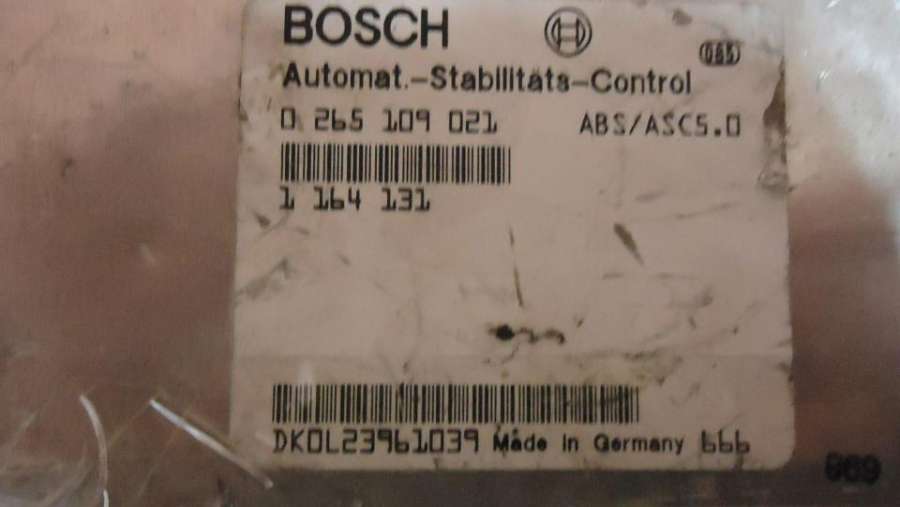 BOSCH
065
Automat.-Stabilitäts-Control
0 265 109 021 ABS/ASC5.0
1 164 131
DKOL23961039 Made in Germany 666